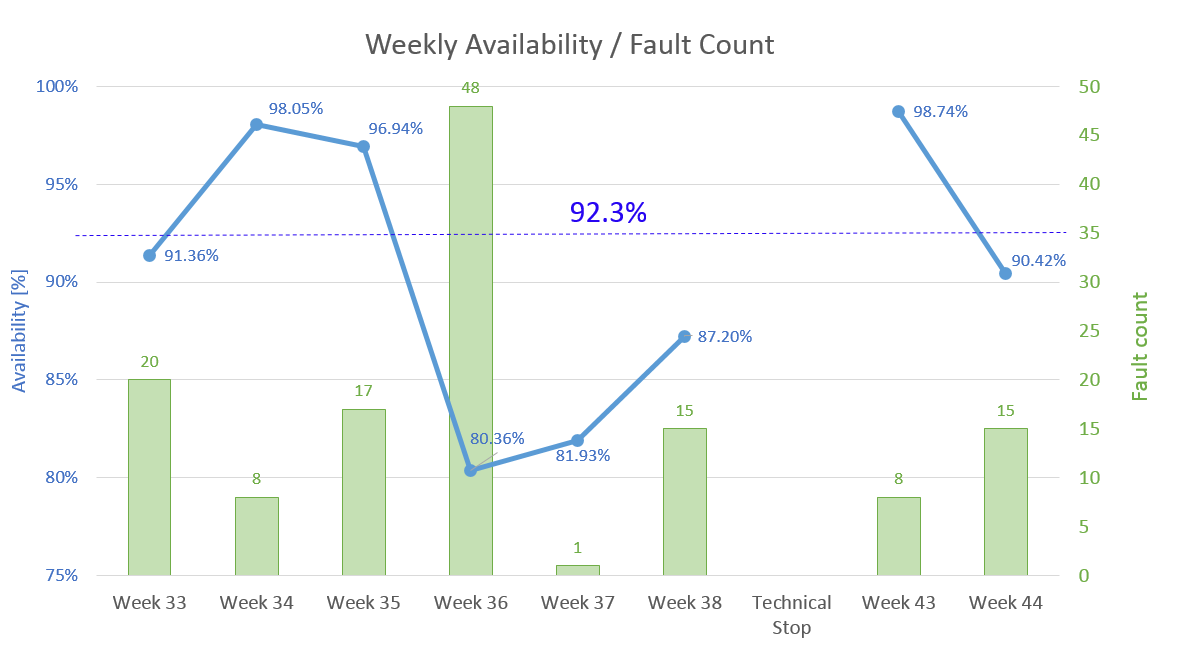 Weekly Availability / Fault Count
100%
95%
90%
85%
80%
75%
Availability [%]
50
45
40
35
30
25
20
15
10
5
0
Fault count
91.36%
98.05%
96.94%
80.36%
81.93%
87.20%
98.74%
90.42%
92.3%
20
8
17
48
1
15
8
15
Week 33
Week 34
Week 35
Week 36
Week 37
Week 38
Technical
Stop
Week 43
Week 44